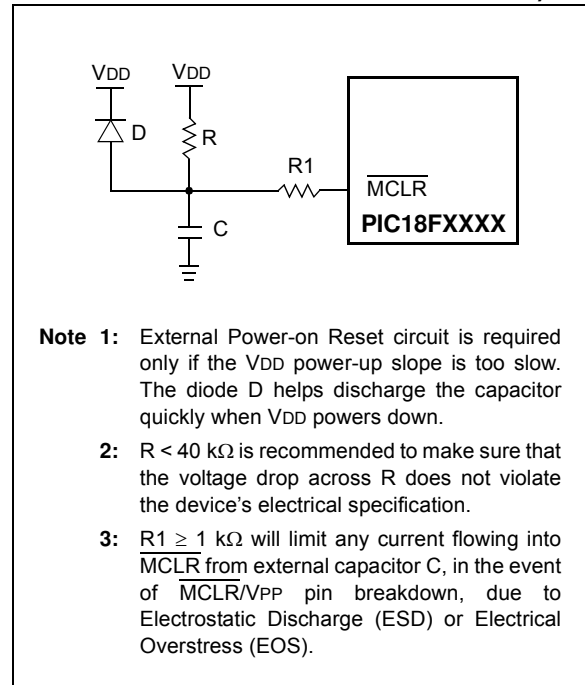 VDD VDD
D R
R1
MCLR
C PIC18FXXXX
Note 1: External Power-on Reset circuit is required
only if the VDD power-up slope is too slow.
The diode D helps discharge the capacitor
quickly when VDD powers down.
2: R < 40 kΩ is recommended to make sure that
the voltage drop across R does not violate
the device's electrical specification.
3: R1 ≥ 1 kΩ will limit any current flowing into
MCLR from external capacitor C, in the event
of MCLR/VPP pin breakdown, due to
Electrostatic Discharge (ESD) or Electrical
Overstress (EOS).